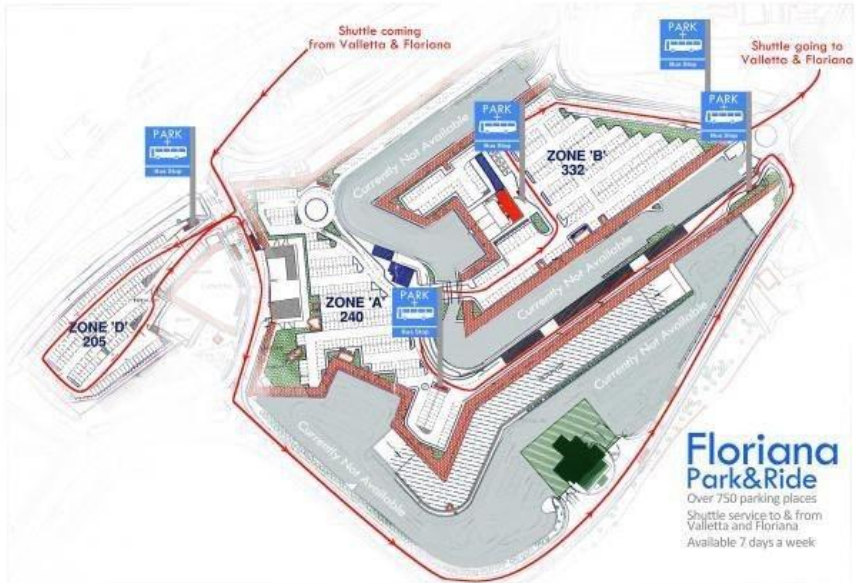 Shuttle coming
from Valletta & Floriana
PARK
+
Bus Stop
Shuttle going to
Valletta & Floriana
PARK
+
Bus Stop
PARK
+
Bus Stop
PARK
+
Bus Stop
Currently Not Available
ZONE 'B'
332
Currently Not Available
ZONE 'A'
240
PARK
+
Bus Stop
ZONE 'D'
205
Currently Not Available
Currently Not Available
Floriana
Park&Ride
Over 750 parking places
Shuttle service to & from
Valletta and Floriana
Available 7 days a week